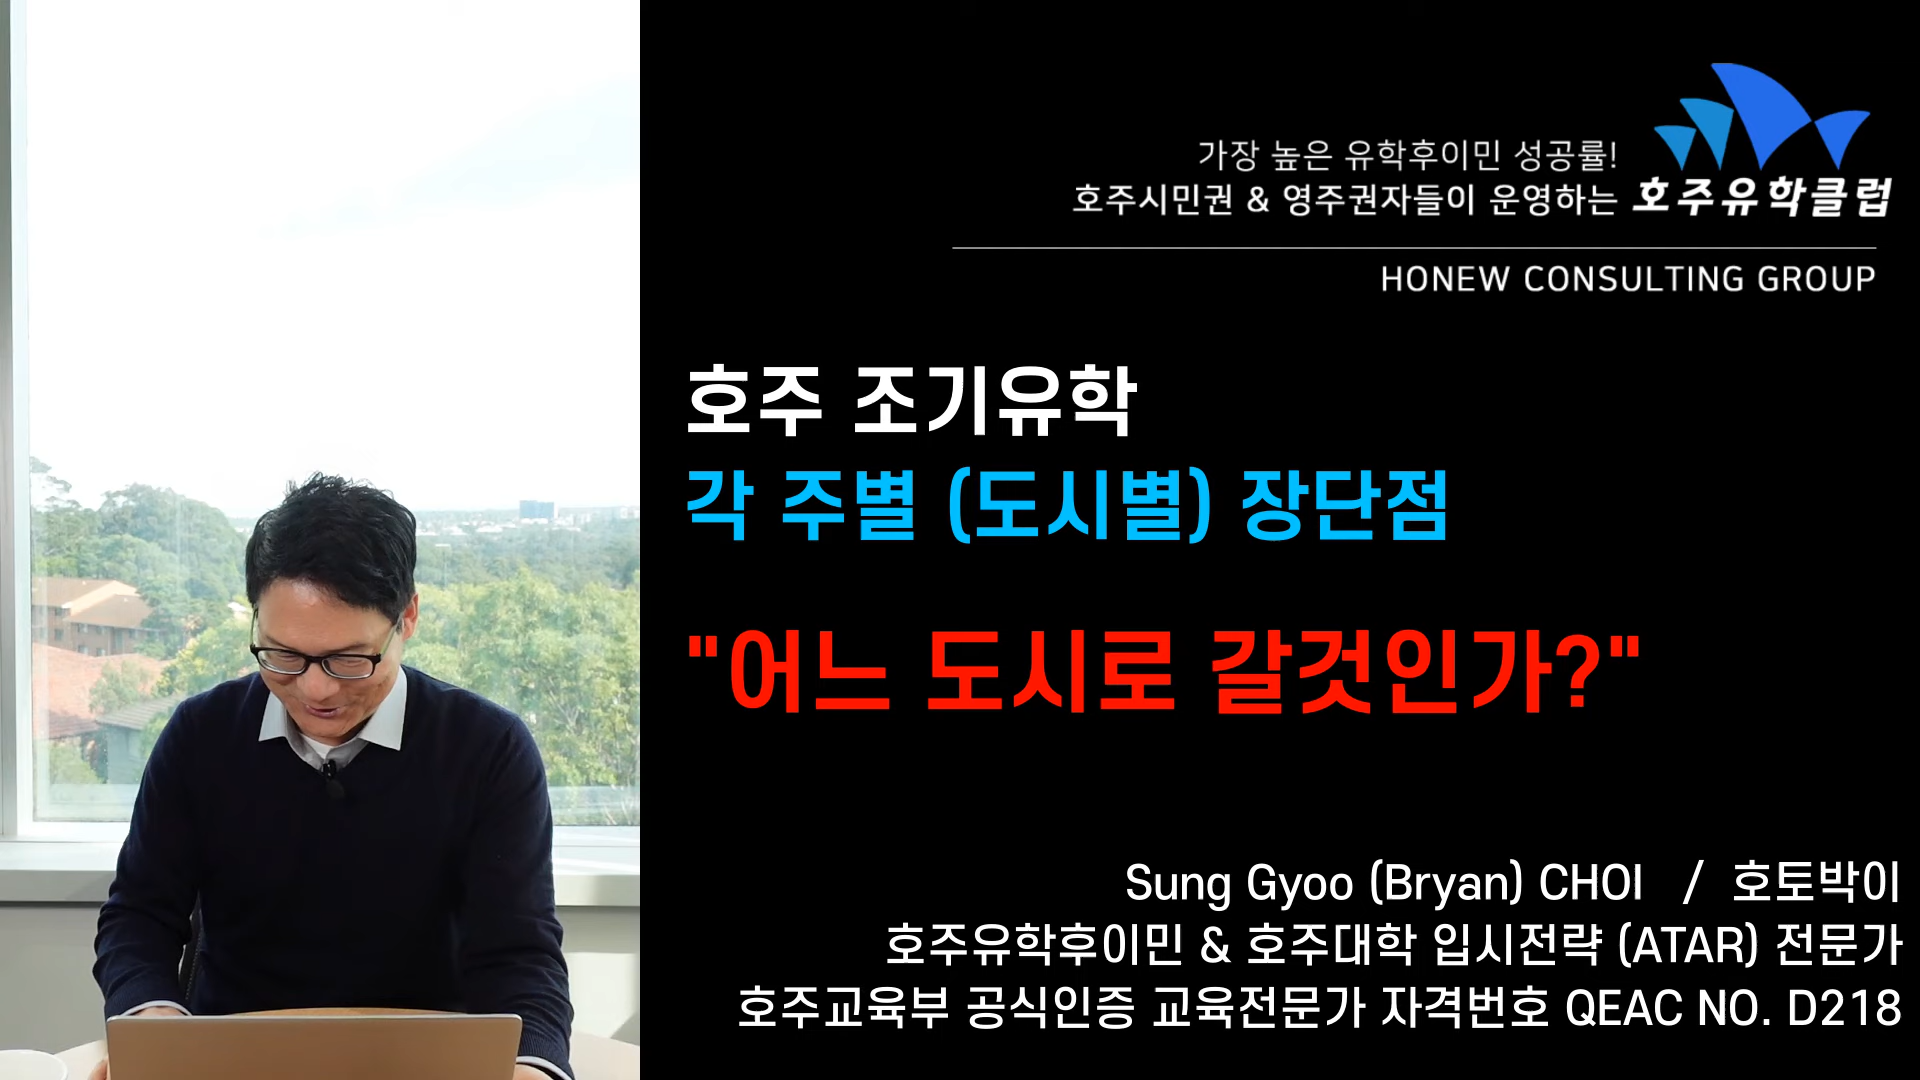 가장 높은 유학후이민 성공률!
호주시민권 & 영주권자들이 운영하는 호주유학클럽
HONEW CONSULTING GROUP
호주 조기유학
각 주별 (도시별) 장단점
"어느 도시로 갈것인가?"
Sung Gyoo (Bryan) CHOI / 호토박이
호주유학후이민 & 호주대학 입시전략 (ATAR) 전문가
호주교육부 공식인증 교육전문가 자격번호 QEAC NO. D218